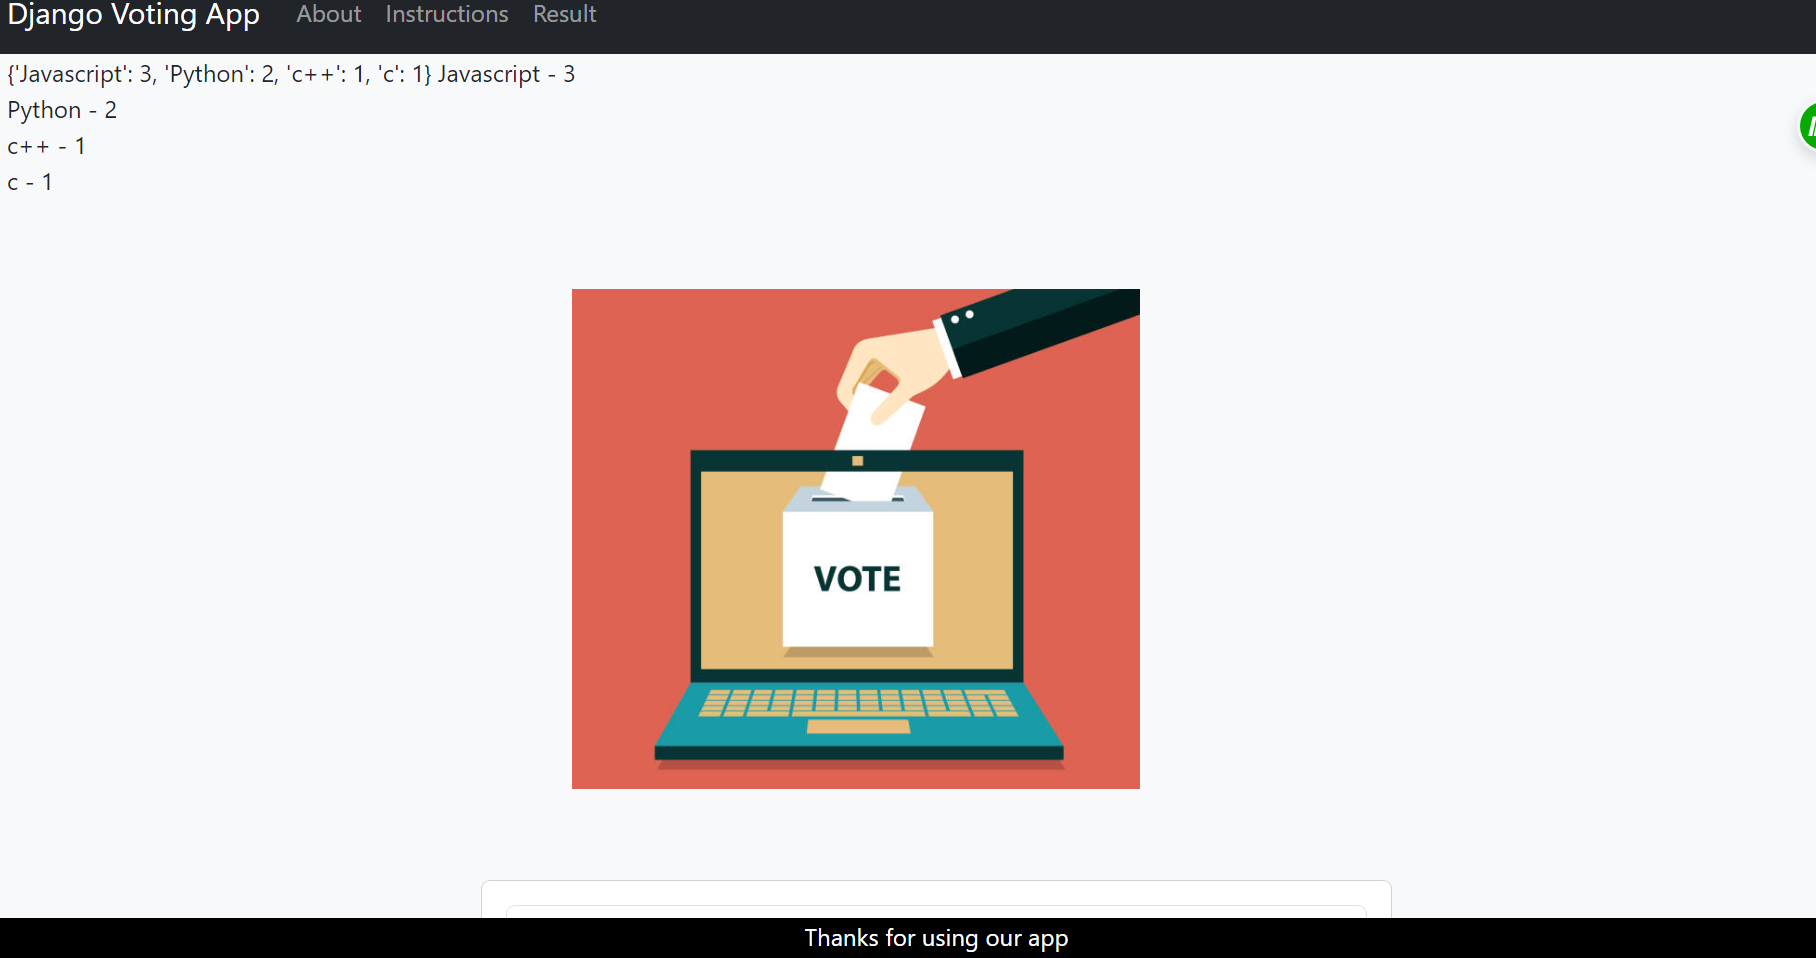 Django Voting App About Instructions Result
{'Javascript': 3, 'Python': 2, 'c++': 1, 'c': 1} Javascript - 3
Python - 2
c++ - 1
c - 1
VOTE
Thanks for using our app